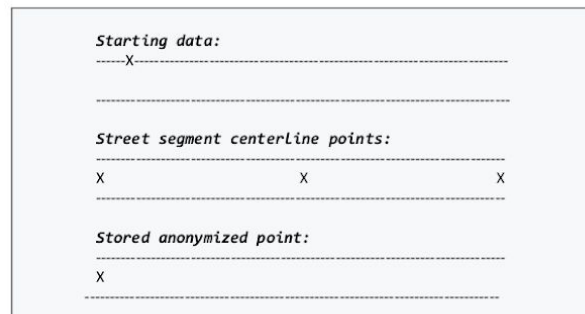 Starting data:
------X--------------------------------------------------------------------------
-----------------------------------------------------------------------------------
Street segment centerline points:
-----------------------------------------------------------------------------------
X X X
-----------------------------------------------------------------------------------
Stored anonymized point:
-----------------------------------------------------------------------------------
X
-----------------------------------------------------------------------------------